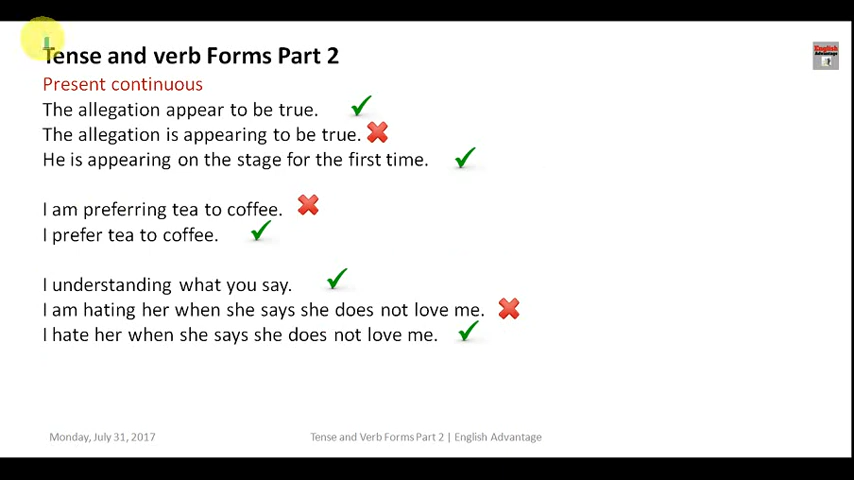 Tense and verb Forms Part 2
English
Advantage
Present continuous
The allegation appear to be true.
The allegation is appearing to be true.
He is appearing on the stage for the first time.
I am preferring tea to coffee.
I prefer tea to coffee.
I understanding what you say.
I am hating her when she says she does not love me.
I hate her when she says she does not love me.
Monday, July 31, 2017
Tense and Verb Forms Part 2 | English Advantage